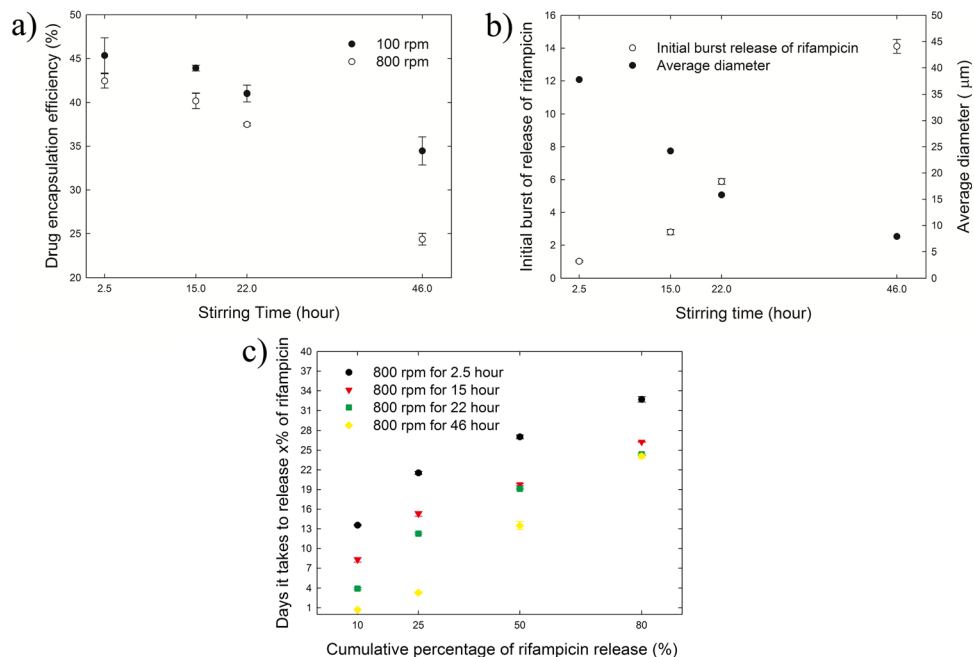 a)
Drug encapsulation efficiency (%)
50
45
40
35
30
25
20
100 rpm
800 rpm
2.5
15.0
22.0
46.0
Stirring Time (hour)
b)
Initial burst of release of rifampicin
16
14
12
10
8
6
4
2
0
Initial burst release of rifampicin
Average diameter
50
45
40
35
30
25
20
15
10
5
0
Average diameter ( μm)
2.5
15.0
22.0
46.0
Stirring time (hour)
c)
Days it takes to release x% of rifampicin
40
37
34
31
28
25
22
19
16
13
10
7
4
1
800 rpm for 2.5 hour
800 rpm for 15 hour
800 rpm for 22 hour
800 rpm for 46 hour
10
25
50
80
Cumulative percentage of rifampicin release (%)